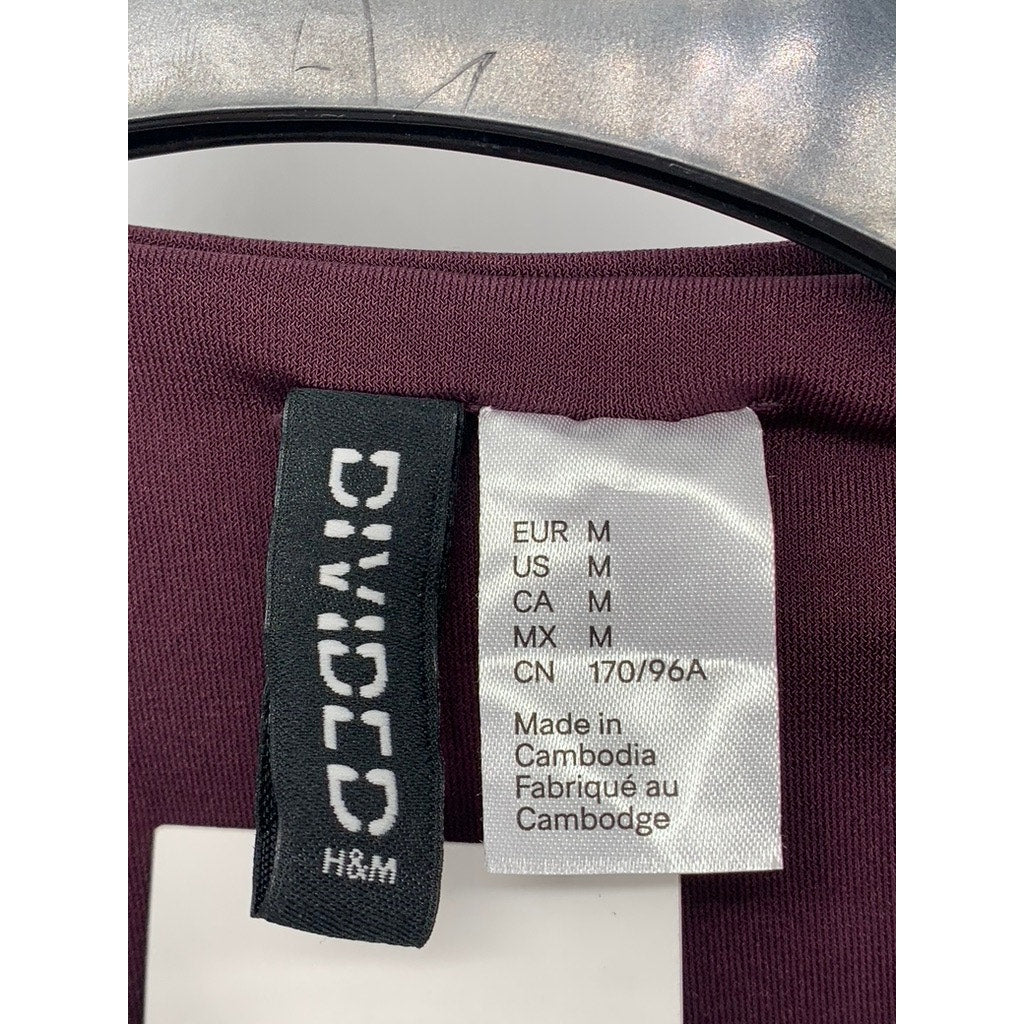 DIVIDED
H&M
EUR M
US M
CA M
MX M
CN 170/96A
Made in
Cambodia
Fabriqué au
Cambodge